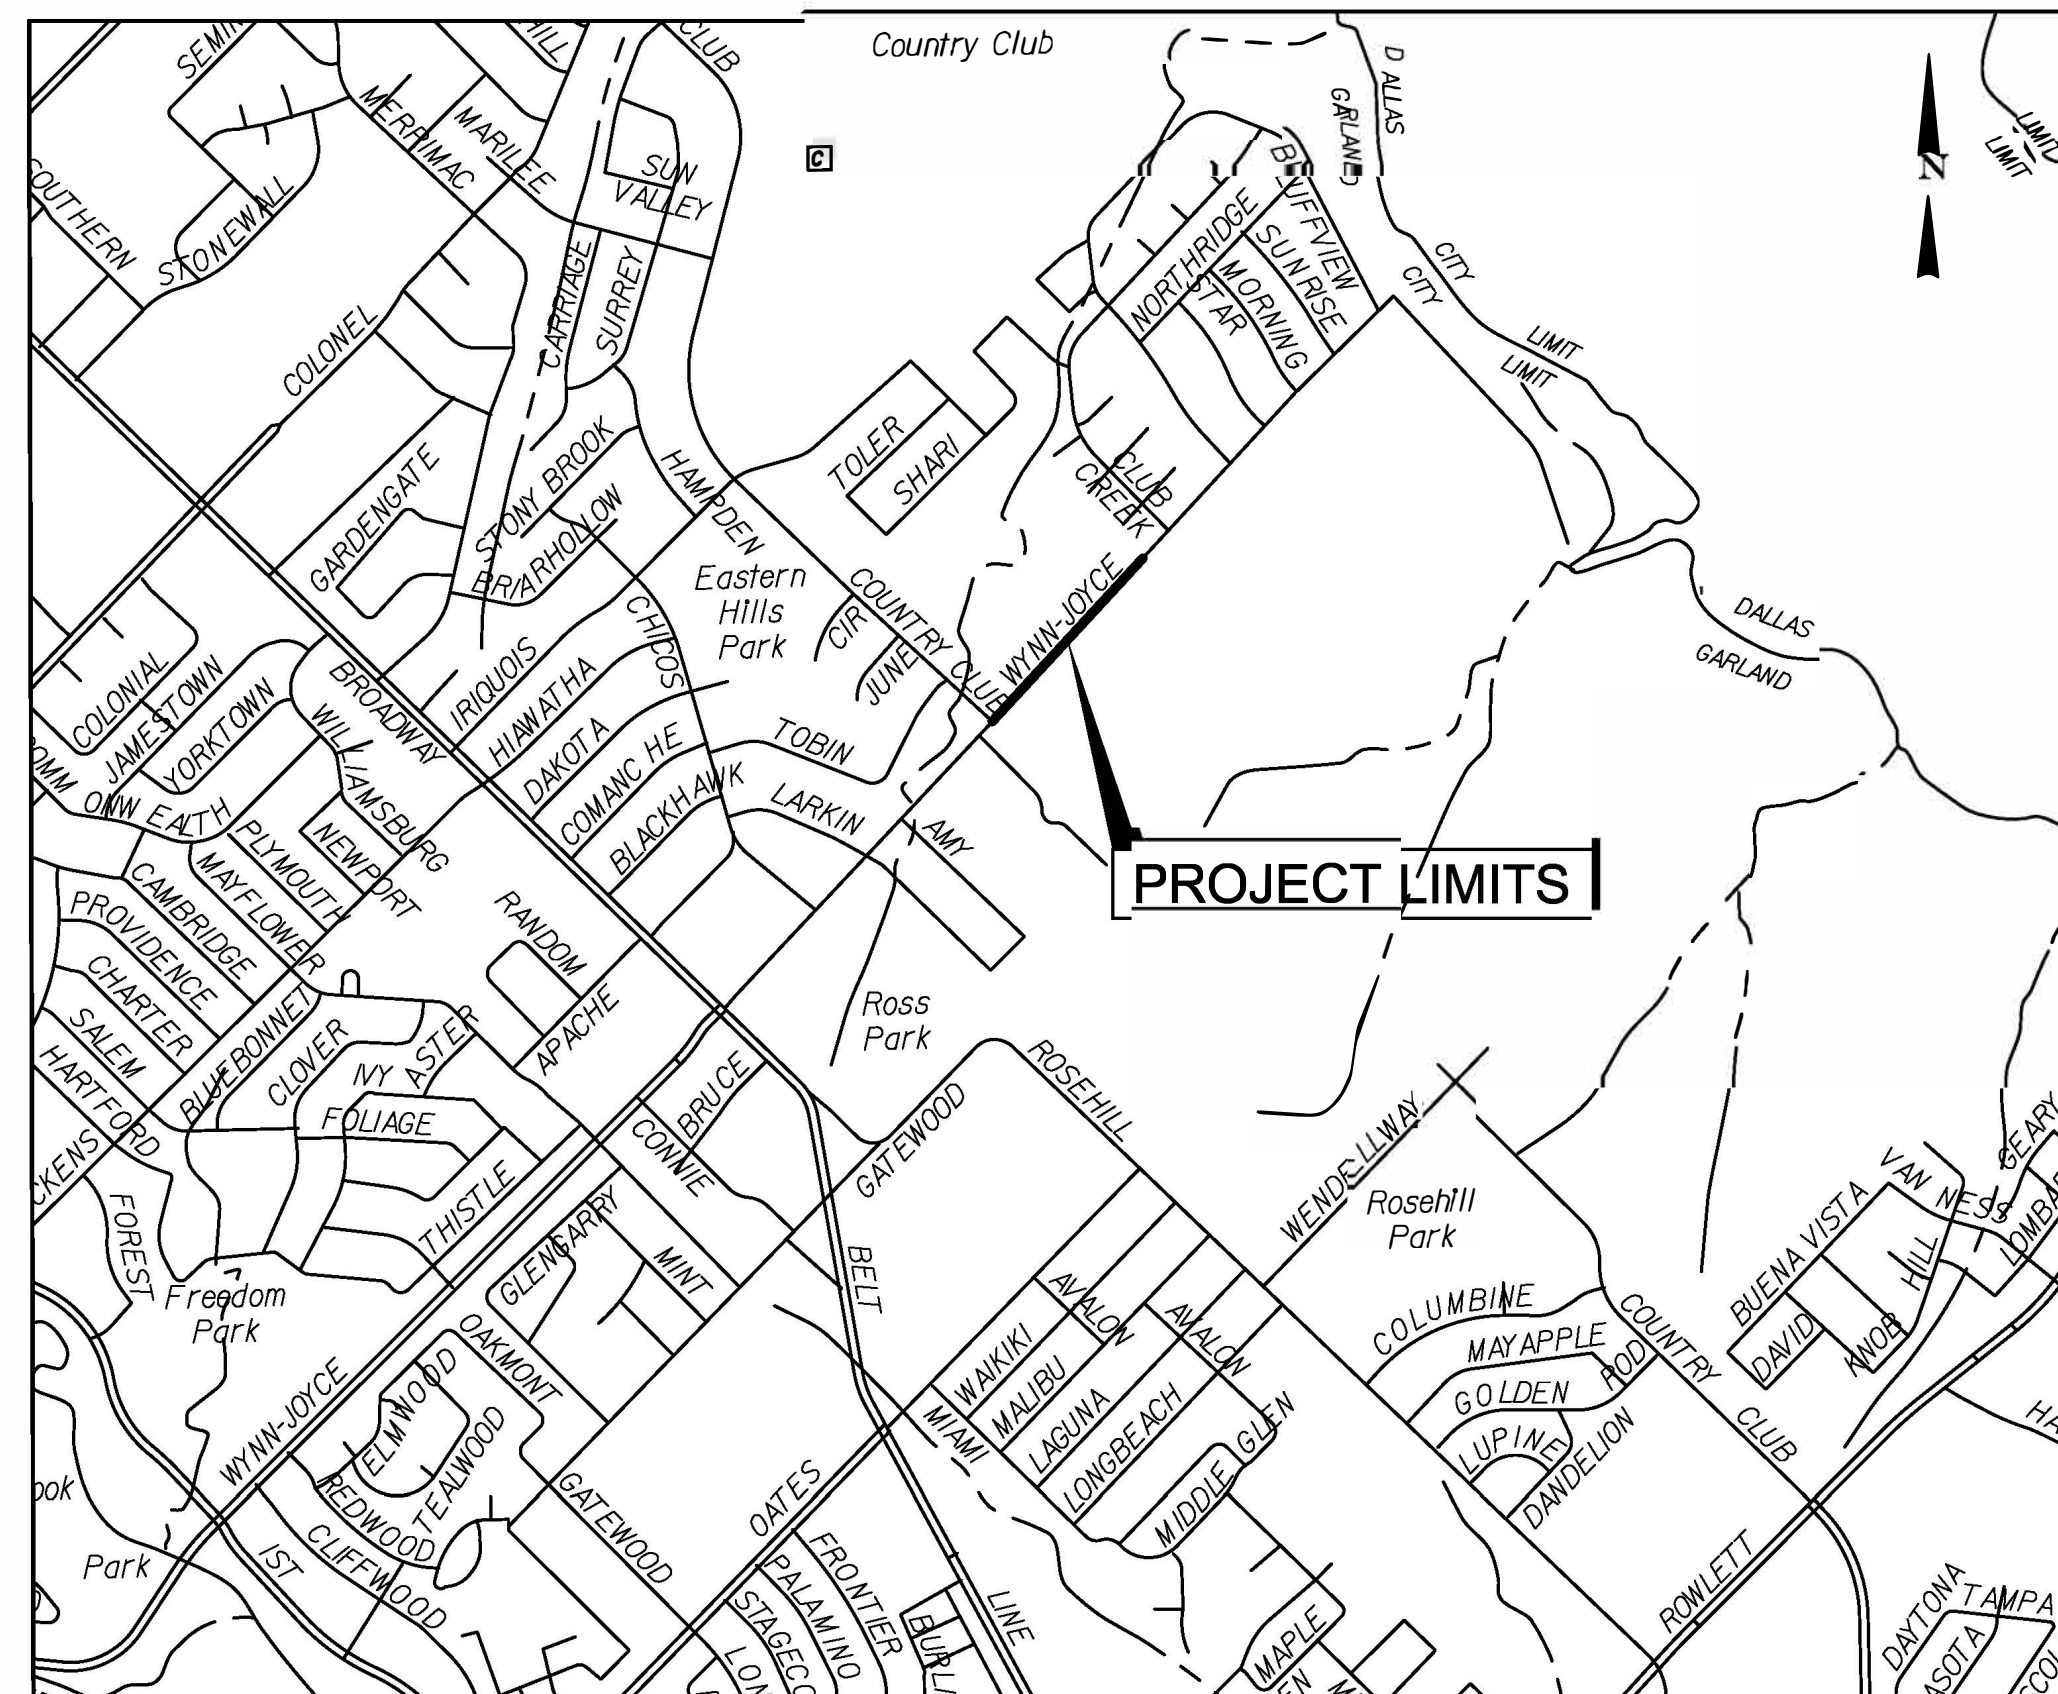 Country Club
CLUB
HILL
DALLAS
GARLAND
MERRIMAC
MARILEE
SUN
VALLEY
N
LIMIT
LIMIT
STONEWALL
BLUFFVIEW
NORTHRIDGE
SUNRISE
MORNING
STAR
CITY
CITY
LIMIT
LIMIT
CARRIAGE
SURREY
COLONEL
TOLER
SHARI
CLUB
CREEK
GARDENGATE
STONY BROOK
BRIARHOLLOW
HAMPDEN
Eastern
Hills
Park
CIR
JUNE
COUNTRY CLUB
WYNN-JOYCE
DALLAS
GARLAND
CHICOS
IRIQUOIS
HIAWATHA
DAKOTA
COMANCHE
BLACKHAWK
TOBIN
LARKIN
AMY
BROADWAY
COLONIAL
JAMESTOWN
YORKTOWN
WILLIAMSBURG
NEWPORT
PLYMOUTH
MAYFLOWER
CAMBRIDGE
PROVIDENCE
CHARTER
SALEM
HARTFORD
PROJECT LIMITS
RANDOM
APACHE
Ross
Park
BLUEBONNET
CLOVER
IVY
ASTER
FOLIAGE
THISTLE
BRUCE
CONNIE
GATEWOOD
ROSEHILL
WENDELLWAY
Rosehill
Park
FOREST
Freedom
Park
GLENGARRY
MINT
BELT
OAKMONT
WYNN-JOYCE
ELMWOOD
TEALWOOD
REDWOOD
CLIFFWOOD
GATEWOOD
OATES
AVALON
AVALON
WAIKIKI
MALIBU
LAGUNA
LONGBEACH
MIAMI
MIDDLE GLEN
COLUMBINE
MAYAPPLE
GOLDEN ROD
LUPINE
DANDELION
COUNTRY
CLUB
BUENA VISTA
VAN NESS
GEARY
DAVID
KNOB
HILL
Park
FRONTIER
PALAMINO
LINE
MAPLE
ROWLETT
DAYTONA
TAMPA